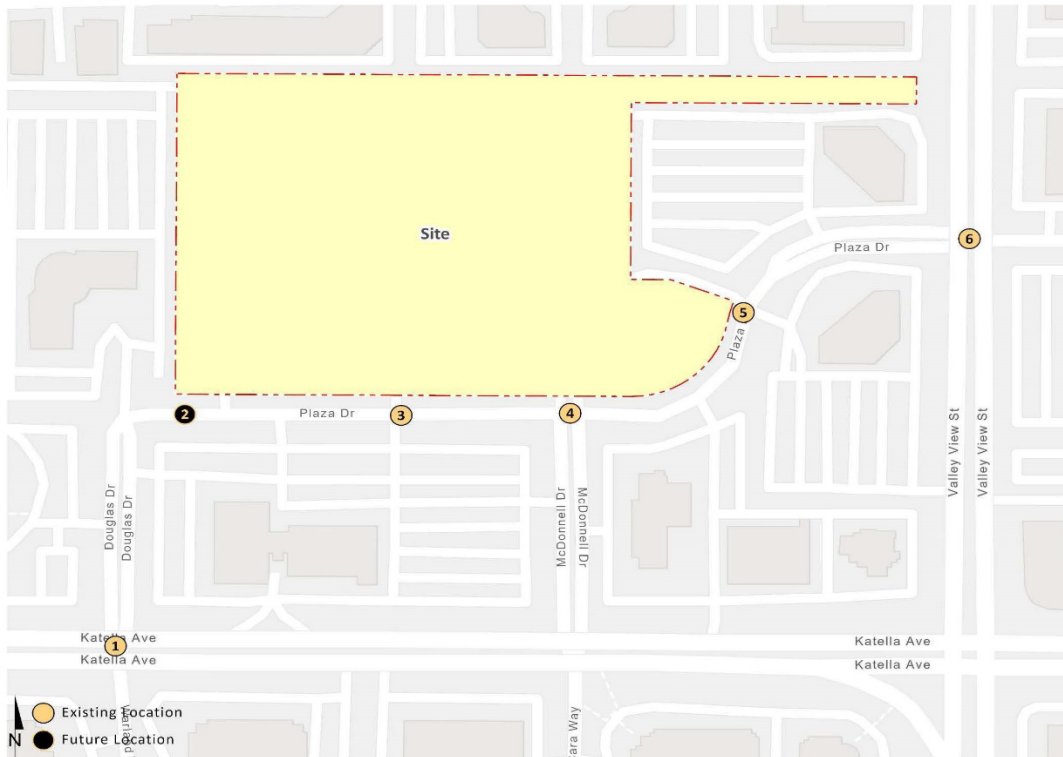 Site
6
Plaza Dr
5
Plaza
2
Plaza Dr
3
4
Valley View St
Valley View St
Douglas Dr
Douglas Dr
McDonnell Dr
McDonnell Dr
Katella Ave
Katella Ave
1
Katella Ave
Katella Ave
Existing Location
N
Future Location